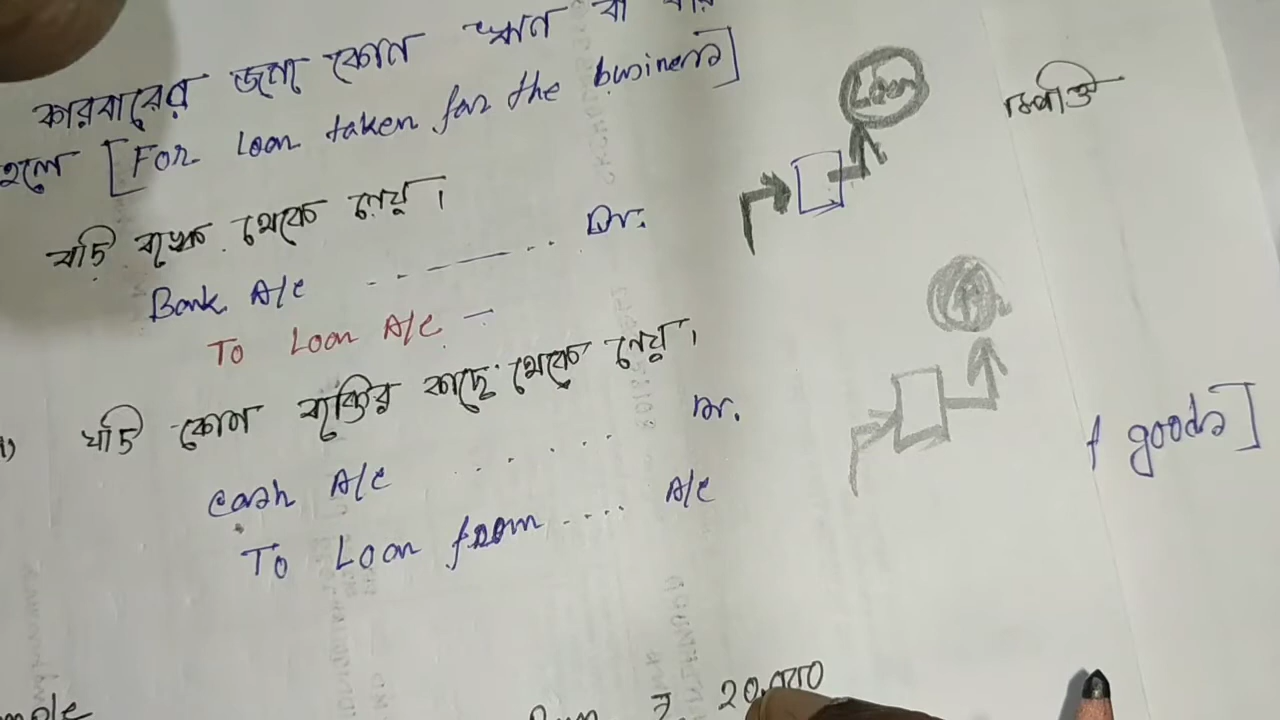 কারবারের জন্য কোন ঋণ বা
হলে [For Loan taken for the business]
যদি ব্যাঙ্ক থেকে নেয়।
Bank A/c ........ Dr.
To Loan A/c –
যদি কোন ব্যক্তির কাছে থেকে নেয়।
Cash A/c ...... Dr.
To Loan from .... A/c
Loan
goods]
₹ 20,000